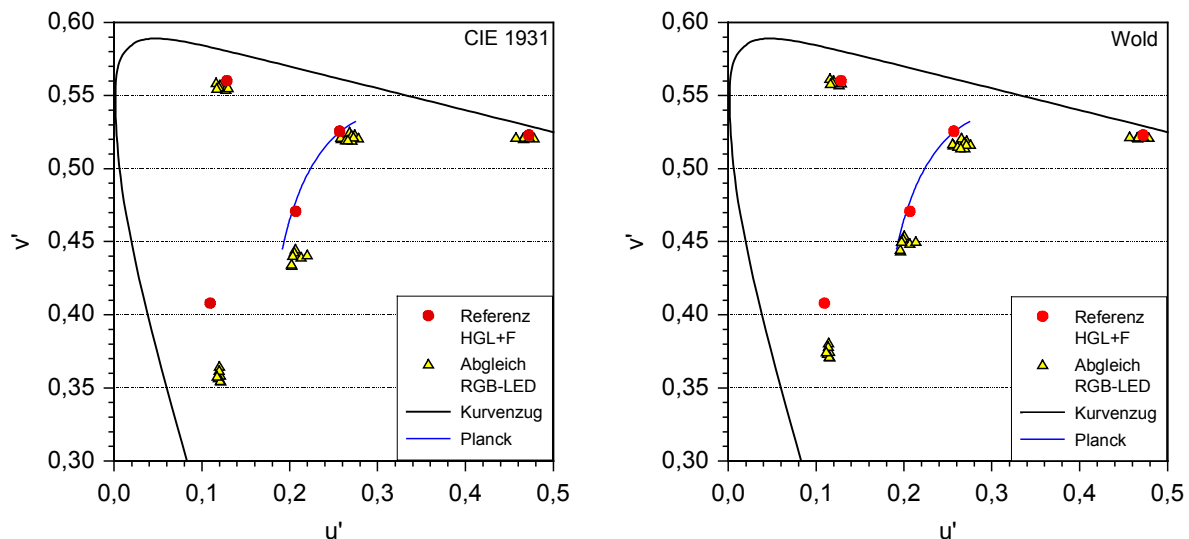 0,60
0,55
0,50
0,45
0,40
0,35
0,30
v'
CIE 1931
Referenz
HGL+F
Abgleich
RGB-LED
Kurvenzug
Planck
0,0 0,1 0,2 0,3 0,4 0,5
u'
0,60
0,55
0,50
0,45
0,40
0,35
0,30
v'
Wold
Referenz
HGL+F
Abgleich
RGB-LED
Kurvenzug
Planck
0,0 0,1 0,2 0,3 0,4 0,5
u'